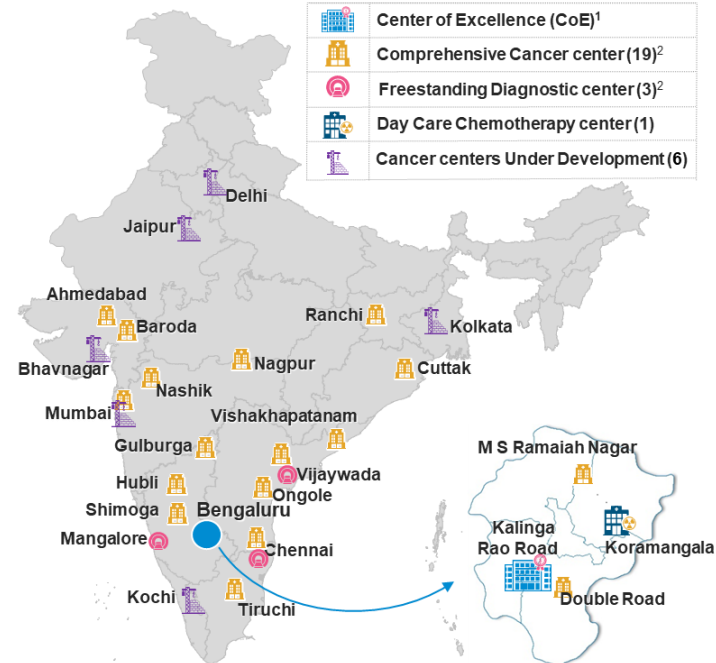 Center of Excellence (CoE)1
Comprehensive Cancer center (19)2
Freestanding Diagnostic center (3)2
Day Care Chemotherapy center (1)
Cancer centers Under Development (6)
Delhi
Jaipur
Ahmedabad
Baroda
Ranchi
Kolkata
Bhavnagar
Nagpur
Cuttak
Nashik
Mumbai
Vishakhapatanam
Gulburga
Vijaywada
Hubli
Ongole
Shimoga
Bengaluru
Mangalore
Chennai
Kochi
Tiruchi
M S Ramaiah Nagar
Kalinga
Rao Road
Koramangala
Double Road